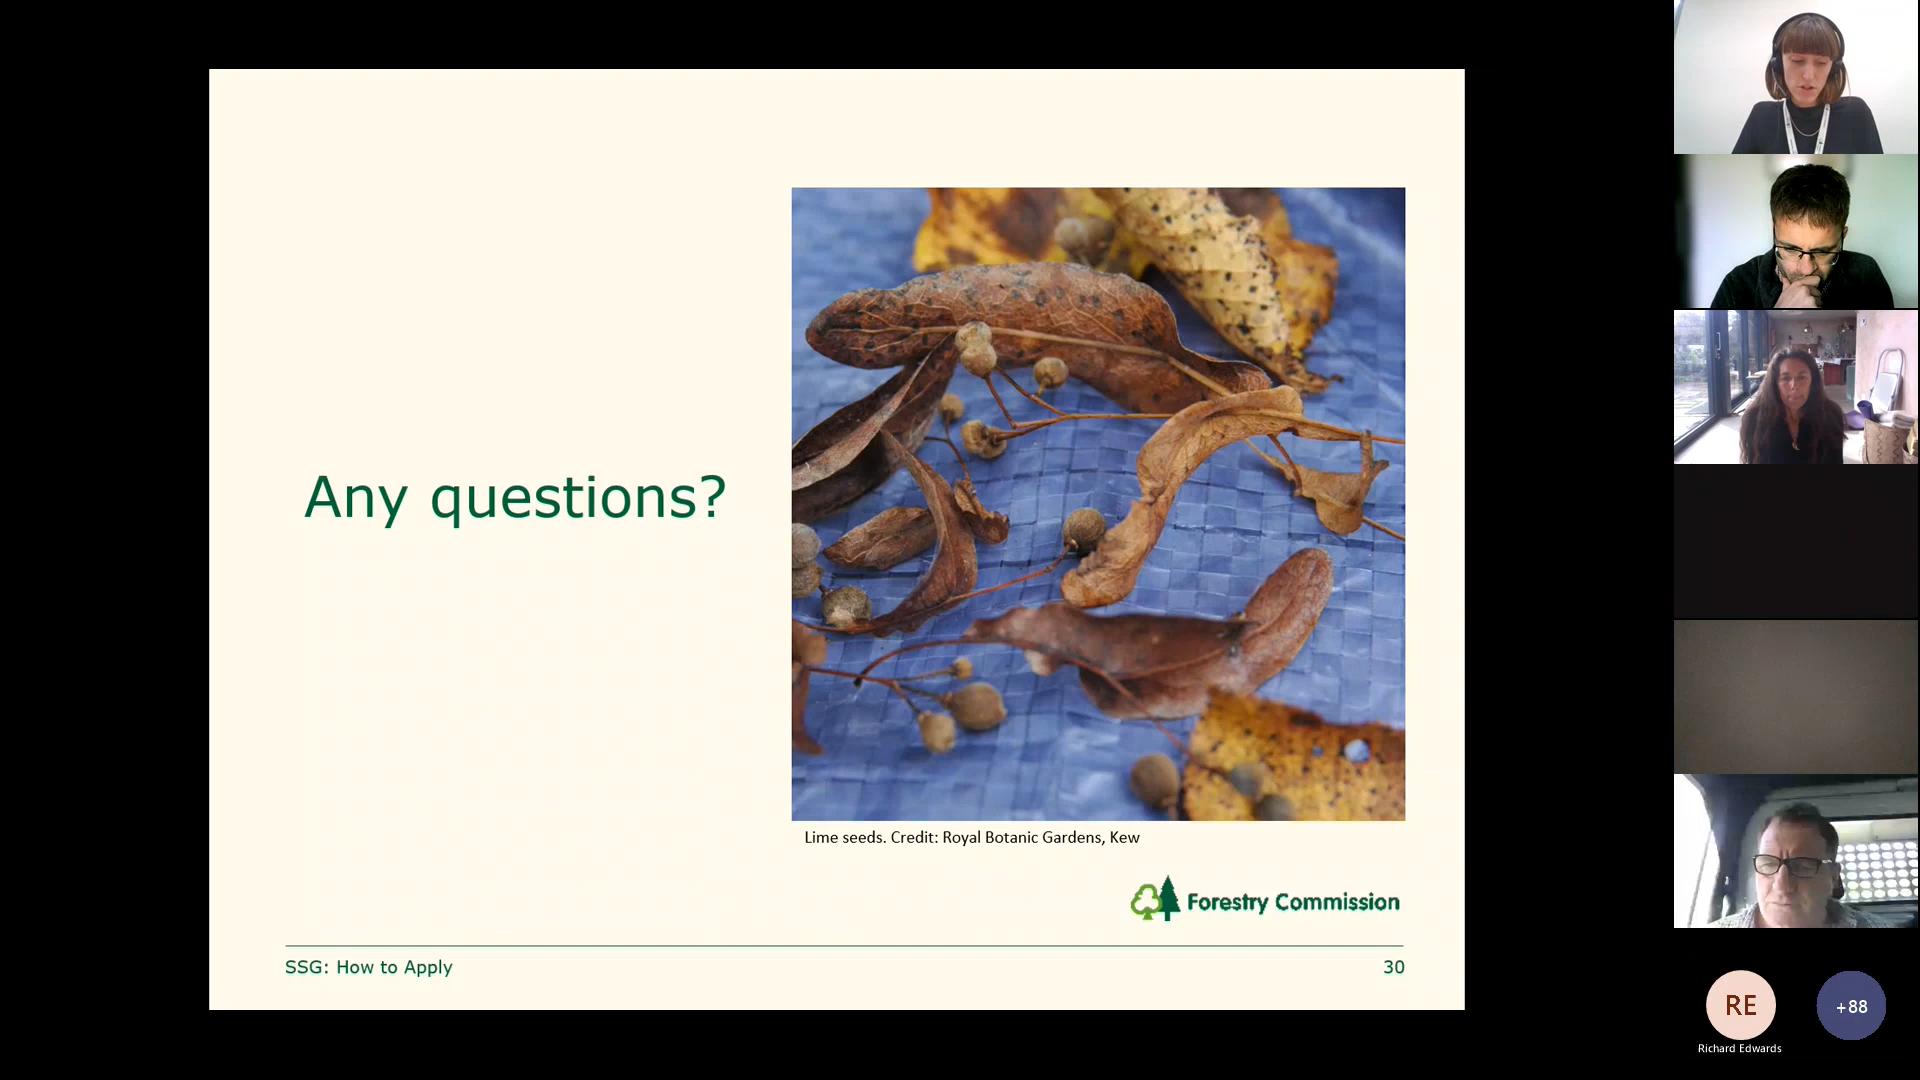 Any questions?
Lime seeds. Credit: Royal Botanic Gardens, Kew
Forestry Commission
SSG: How to Apply
30
RE
+88
Richard Edwards